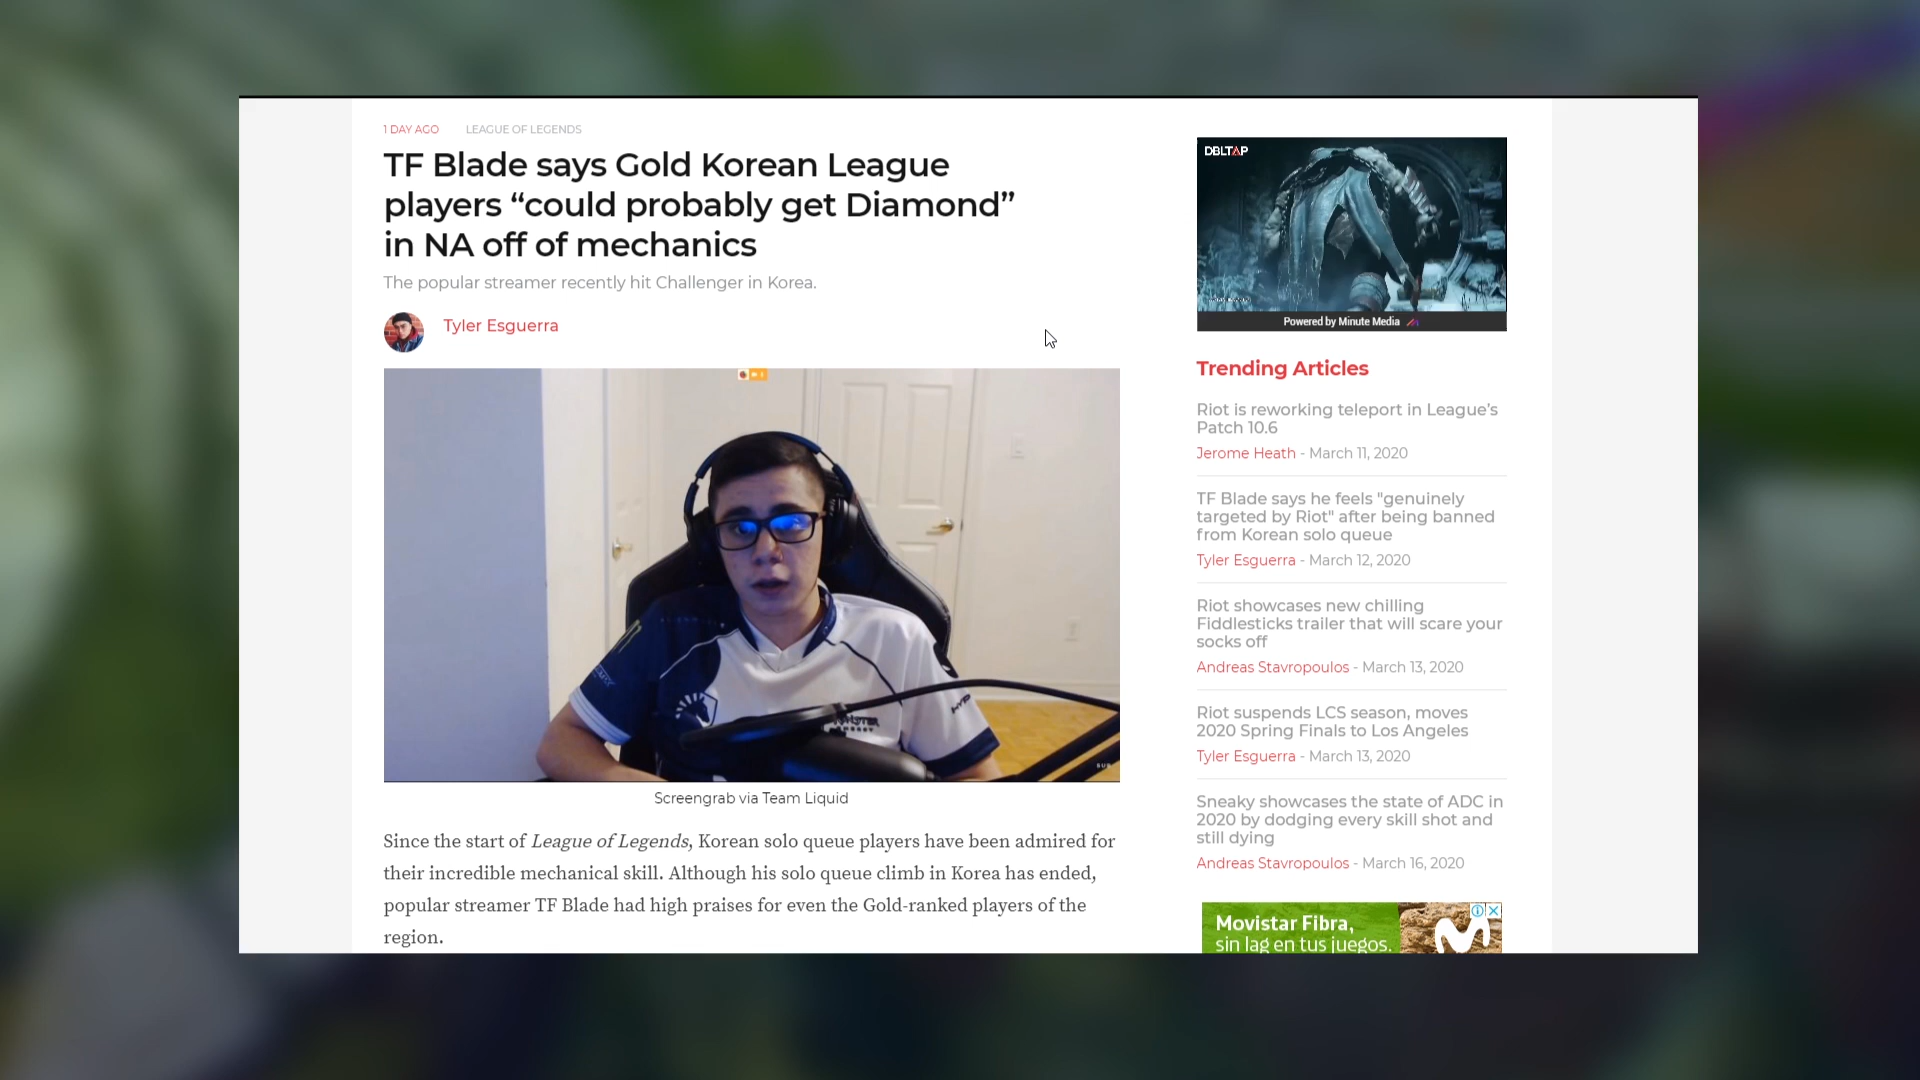 1 DAY AGO LEAGUE OF LEGENDS
TF Blade says Gold Korean League
players “could probably get Diamond”
in NA off of mechanics
The popular streamer recently hit Challenger in Korea.
Tyler Esguerra
SUB
Screengrab via Team Liquid
Since the start of League of Legends, Korean solo queue players have been admired for
their incredible mechanical skill. Although his solo queue climb in Korea has ended,
popular streamer TF Blade had high praises for even the Gold-ranked players of the
region.
DBLTAP
Powered by Minute Media
Trending Articles
Riot is reworking teleport in League’s
Patch 10.6
Jerome Heath - March 11, 2020
TF Blade says he feels "genuinely
targeted by Riot" after being banned
from Korean solo queue
Tyler Esguerra - March 12, 2020
Riot showcases new chilling
Fiddlesticks trailer that will scare your
socks off
Andreas Stavropoulos - March 13, 2020
Riot suspends LCS season, moves
2020 Spring Finals to Los Angeles
Tyler Esguerra - March 13, 2020
Sneaky showcases the state of ADC in
2020 by dodging every skill shot and
still dying
Andreas Stavropoulos - March 16, 2020
Movistar Fibra,
sin lag en tus juegos.